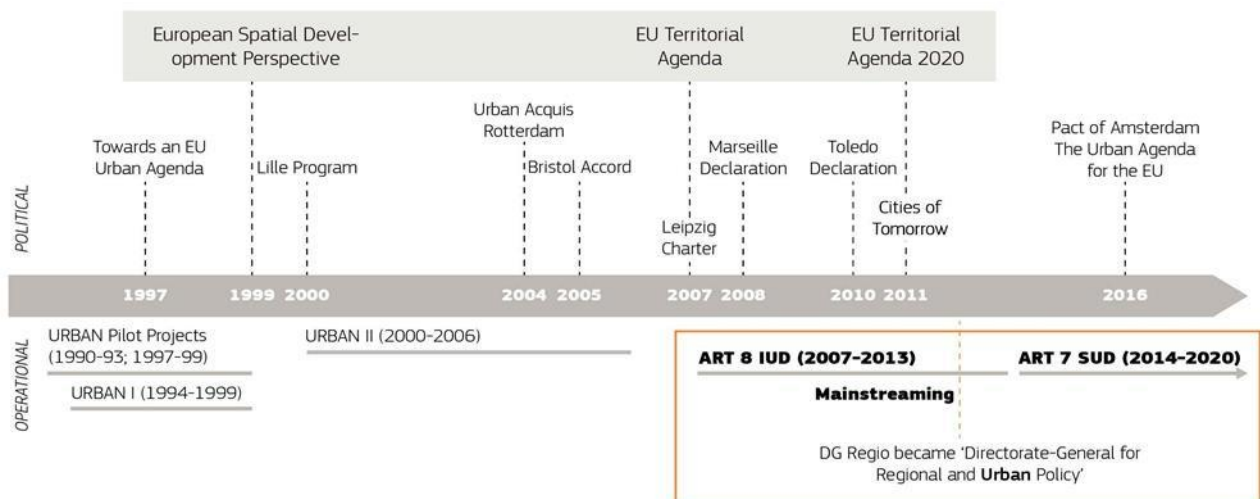 European Spatial Devel-
opment Perspective
EU Territorial
Agenda
EU Territorial
Agenda 2020
Urban Acquis
Rotterdam
Towards an EU
Urban Agenda
Lille Program
Bristol Accord
Marseille
Declaration
Toledo
Declaration
Pact of Amsterdam
The Urban Agenda
for the EU
Leipzig
Charter
Cities of
Tomorrow
POLITICAL
1997
1999
2000
2004
2005
2007
2008
2010
2011
2016
OPERATIONAL
URBAN Pilot Projects
(1990-93; 1997-99)
URBAN I (1994-1999)
URBAN II (2000-2006)
ART 8 IUD (2007-2013)
Mainstreaming
ART 7 SUD (2014-2020)
DG Regio became 'Directorate-General for
Regional and Urban Policy'